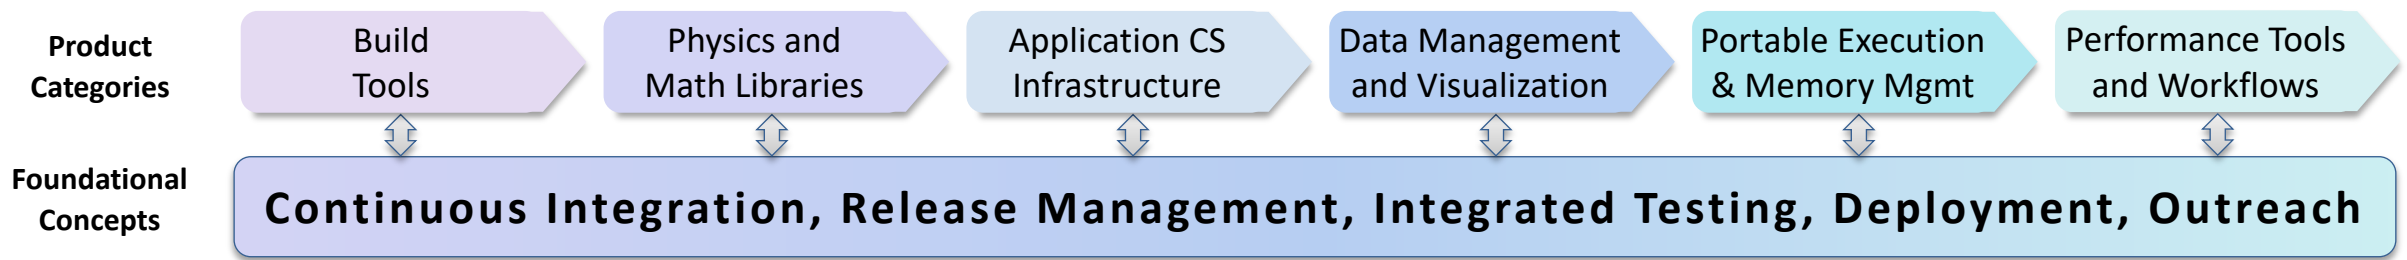 Product
Categories
Build
Tools
Physics and
Math Libraries
Application CS
Infrastructure
Data Management
and Visualization
Portable Execution
& Memory Mgmt
Performance Tools
and Workflows
Foundational
Concepts
Continuous Integration, Release Management, Integrated Testing, Deployment, Outreach